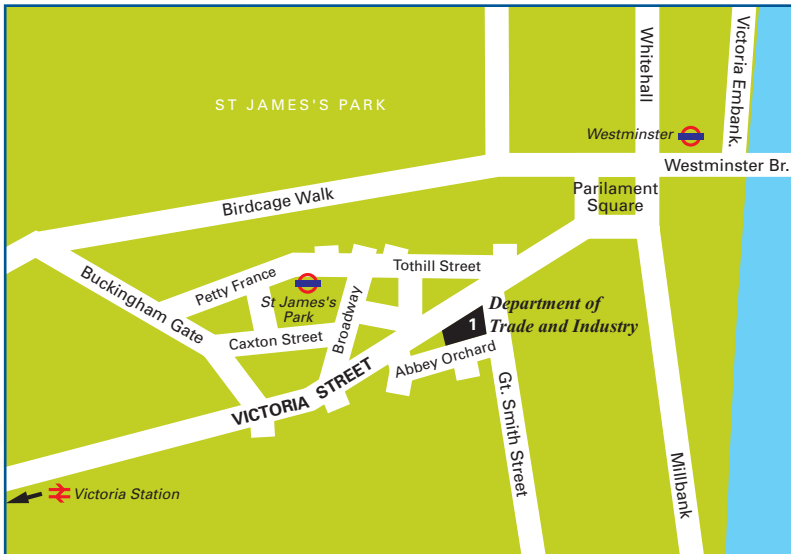 ST JAMES'S PARK
Whitehall
Victoria Embank.
Westminster
Westminster Br.
Parilament
Square
Birdcage Walk
Tothill Street
Petty France
Buckingham Gate
St James's
Park
Broadway
Caxton Street
1
Department of
Trade and Industry
Abbey Orchard
VICTORIA STREET
Gt. Smith Street
Millbank
Victoria Station